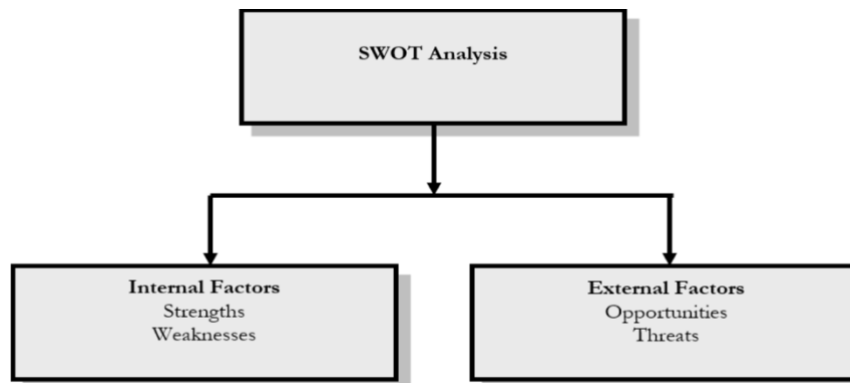 SWOT Analysis
Internal Factors
Strengths
Weaknesses
External Factors
Opportunities
Threats